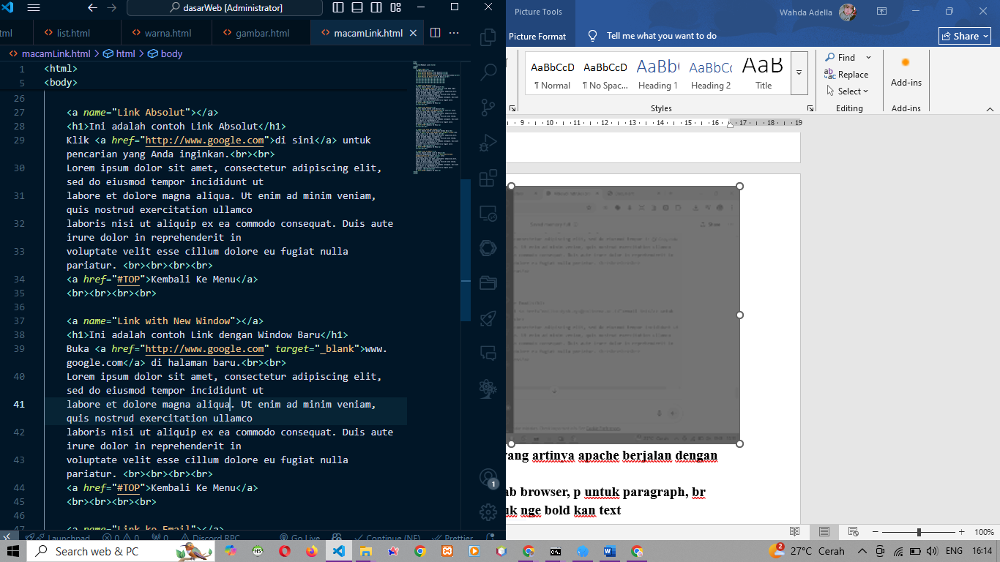 dasarWeb [Administrator]
tml
list.html
warna.html
gambar.html
macamLink.html
macamLink.html > html > body
1 <html>
5 <body>
26
27 <a name="Link Absolut"></a>
28 <h1>Ini adalah contoh Link Absolut</h1>
29 Klik <a href="http://www.google.com">di sini</a> untuk
pencarian yang Anda inginkan.<br><br>
30 Lorem ipsum dolor sit amet, consectetur adipiscing elit,
sed do eiusmod tempor incididunt ut
31 labore et dolore magna aliqua. Ut enim ad minim veniam,
quis nostrud exercitation ullamco
32 laboris nisi ut aliquip ex ea commodo consequat. Duis aute
irure dolor in reprehenderit in
33 voluptate velit esse cillum dolore eu fugiat nulla
pariatur. <br><br><br><br>
34 <a href="#TOP">Kembali Ke Menu</a>
35 <br><br><br><br>
36
37 <a name="Link with New Window"></a>
38 <h1>Ini adalah contoh Link dengan Window Baru</h1>
39 Buka <a href="http://www.google.com" target="_blank">www.
google.com</a> di halaman baru.<br><br>
40 Lorem ipsum dolor sit amet, consectetur adipiscing elit,
sed do eiusmod tempor incididunt ut
41 labore et dolore magna aliqua. Ut enim ad minim veniam,
quis nostrud exercitation ullamco
42 laboris nisi ut aliquip ex ea commodo consequat. Duis aute
irure dolor in reprehenderit in
43 voluptate velit esse cillum dolore eu fugiat nulla
pariatur. <br><br><br><br>
44 <a href="#TOP">Kembali Ke Menu</a>
45 <br><br><br><br>
46
47 <a name="Link ke Email"></a>
1
Launchpad 0 0 0 Discord RPC Go Live Continue (NE) Prettier
Picture Tools
Wahda Adella
Picture Format
Tell me what you want to do
Share
AaBbCcD AaBbCcD AaBb( AaBbCc AaB
¶ Normal ¶ No Spac... Heading 1 Heading 2 Title
Styles
Find
Replace
Select
Editing
Add-ins
Add-ins
9 10 11 12 13 14 15 16 17 18 19
Share
yang artinya apache berjalan dengan
ab browser, p untuk paragraph, br
uk nge bold kan text
100%
Search web & PC
2
27°C Cerah
ENG
16:14